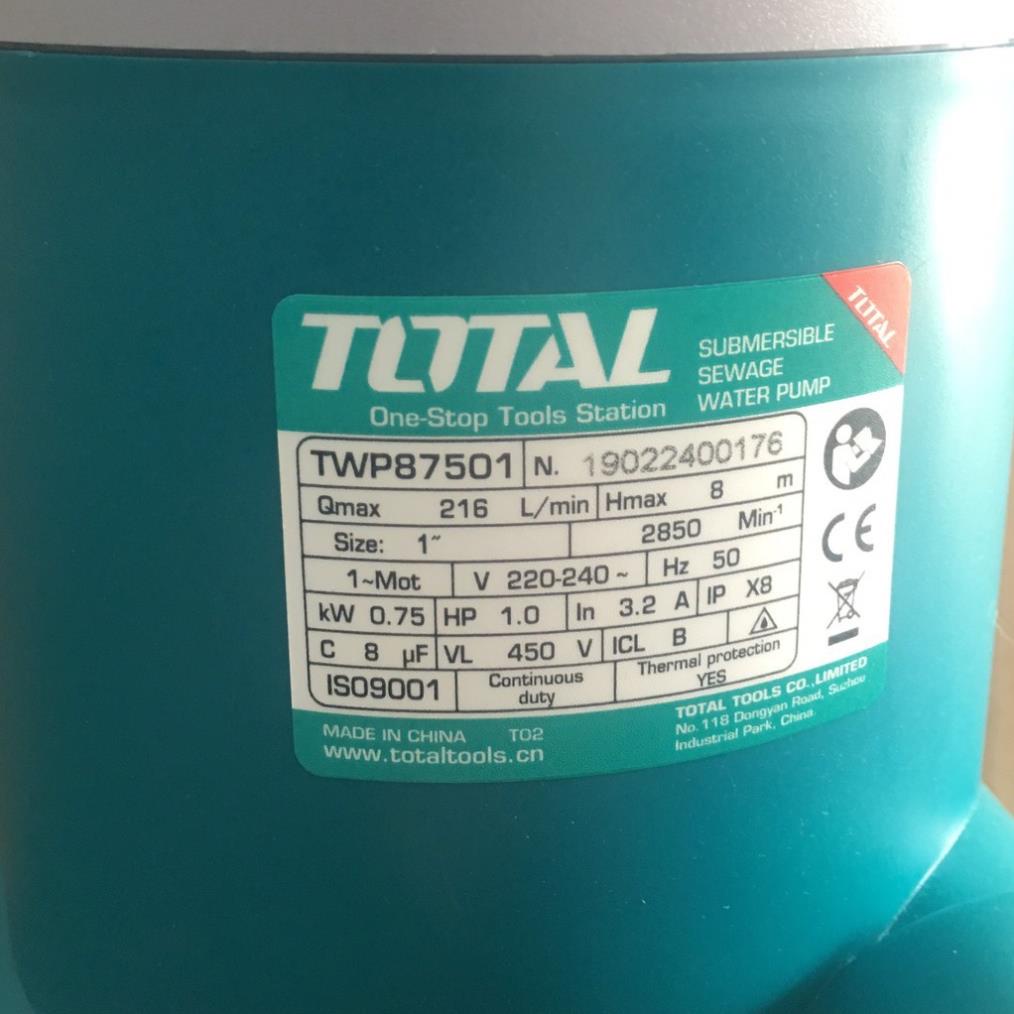 TOTAL
One-Stop Tools Station
SUBMERSIBLE
SEWAGE
WATER PUMP
TOTAL
TWP87501 N. 19022400176
Qmax 216 L/min Hmax 8 m
Size: 1" 2850 Min-1
1~Mot V 220-240 ~ Hz 50
kW 0.75 HP 1.0 In 3.2 A IP X8
C 8 µF VL 450 V ICL B
ISO9001 Continuous duty Thermal protection YES
CE
MADE IN CHINA T02
www.totaltools.cn
TOTAL TOOLS CO.,LIMITED
No. 118 Dongyan Road, Suzhou
Industrial Park, China.